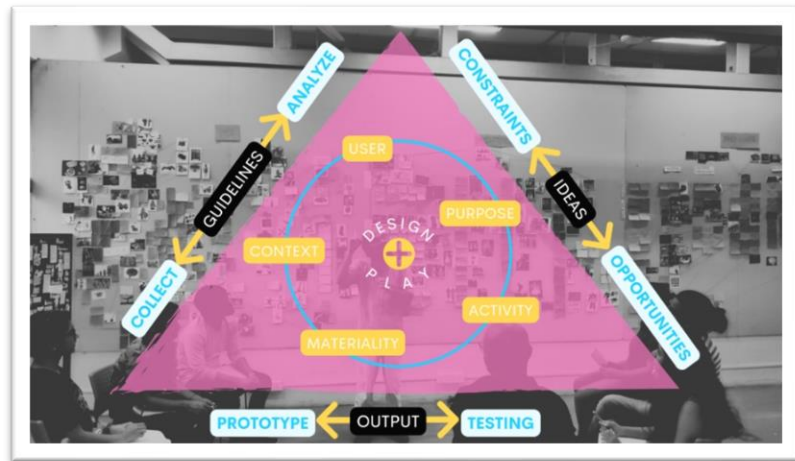 ANALYZE
GUIDELINES
COLLECT
CONSTRAINTS
IDEAS
OPPORTUNITIES
USER
PURPOSE
DESIGN
+
PLAY
CONTEXT
ACTIVITY
MATERIALITY
PROTOTYPE
OUTPUT
TESTING